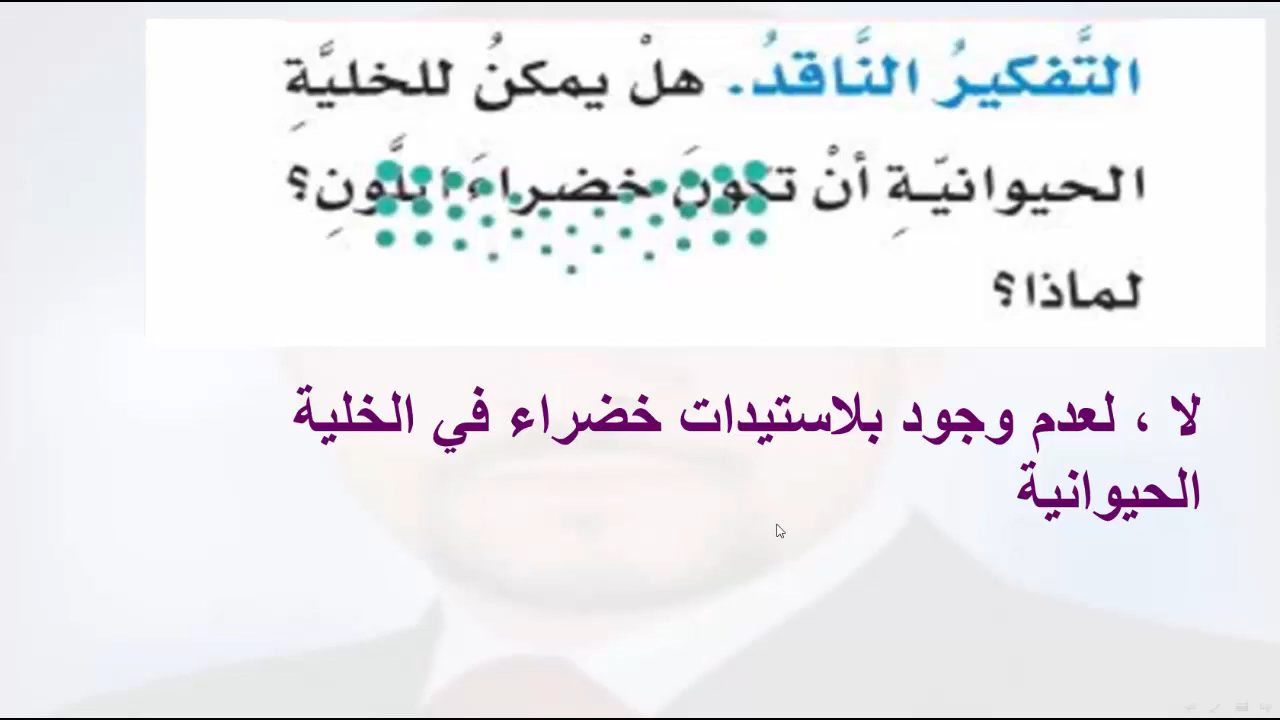 التَّفكيرُ النَّاقدُ. هلْ يمكنُ للخليَّةِ
الحيوانيّةِ أنْ تكونَ خضراءَ اللَّونِ؟
لماذا؟
لا ، لعدم وجود بلاستيدات خضراء في الخلية
الحيوانية